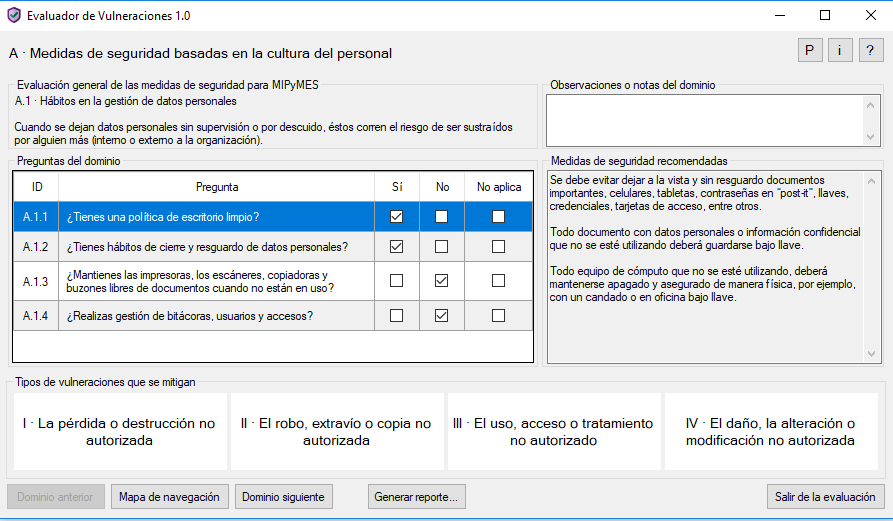 Evaluador de Vulneraciones 1.0
A · Medidas de seguridad basadas en la cultura del personal
P
i
?
Evaluación general de las medidas de seguridad para MIPyMES
A.1 · Hábitos en la gestión de datos personales
Cuando se dejan datos personales sin supervisión o por descuido, éstos corren el riesgo de ser sustraídos
por alguien más (interno o externo a la organización).
Observaciones o notas del dominio
Preguntas del dominio
ID Pregunta Sí No No aplica
A.1.1 ¿Tienes una política de escritorio limpio?
A.1.2 ¿Tienes hábitos de cierre y resguardo de datos personales?
A.1.3 ¿Mantienes las impresoras, los escáneres, copiadoras y
buzones libres de documentos cuando no están en uso?
A.1.4 ¿Realizas gestión de bitácoras, usuarios y accesos?
Medidas de seguridad recomendadas
Se debe evitar dejar a la vista y sin resguardo documentos
importantes, celulares, tabletas, contraseñas en “post-it”, llaves,
credenciales, tarjetas de acceso, entre otros.
Todo documento con datos personales o información confidencial
que no se esté utilizando deberá guardarse bajo llave.
Todo equipo de cómputo que no se esté utilizando, deberá
mantenerse apagado y asegurado de manera física, por ejemplo,
con un candado o en oficina bajo llave.
Tipos de vulneraciones que se mitigan
I · La pérdida o destrucción no
autorizada
II · El robo, extravío o copia no
autorizada
III · El uso, acceso o tratamiento
no autorizado
IV · El daño, la alteración o
modificación no autorizada
Dominio anterior
Mapa de navegación
Dominio siguiente
Generar reporte...
Salir de la evaluación